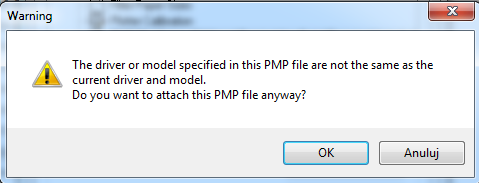 Warning
The driver or model specified in this PMP file are not the same as the
current driver and model.
Do you want to attach this PMP file anyway?
OK
Anuluj